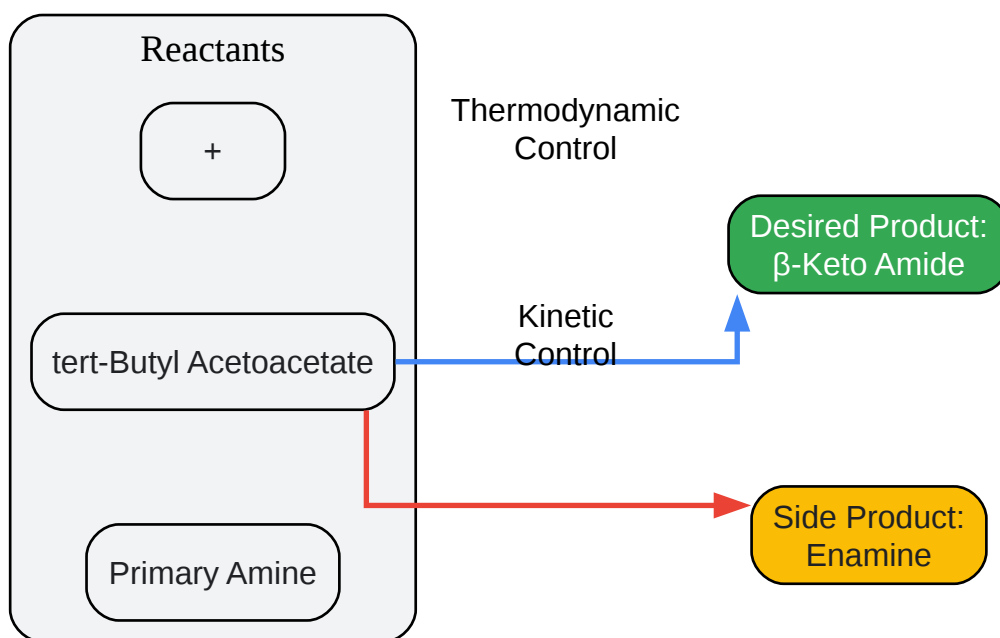 Reactants
+
Thermodynamic
Control
Desired Product:
β-Keto Amide
Kinetic
Control
tert-Butyl Acetoacetate
Side Product:
Enamine
Primary Amine